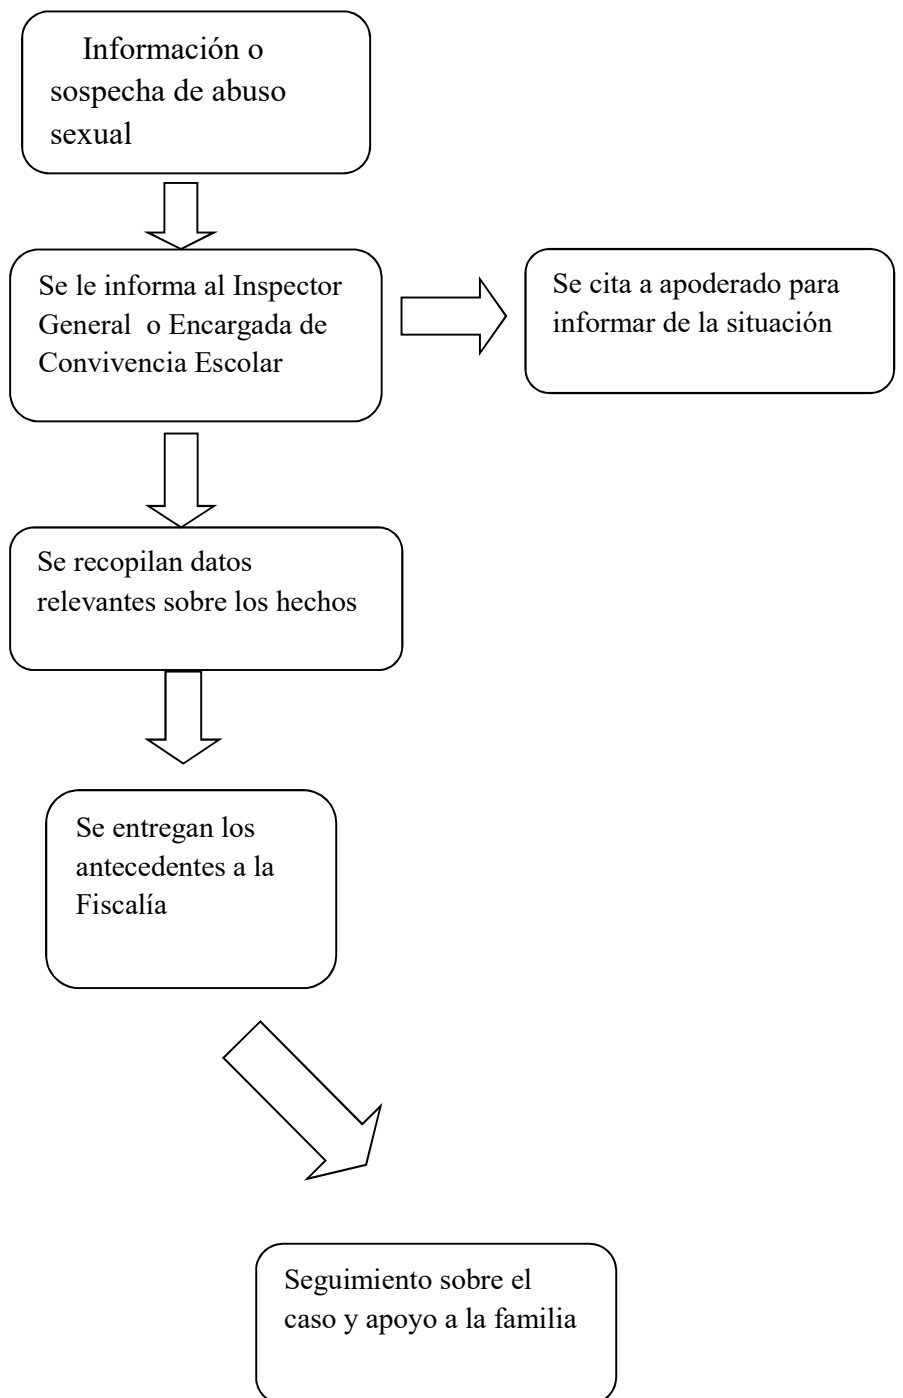 Información o
sospecha de abuso
sexual
Se le informa al Inspector
General  o Encargada de
Convivencia Escolar
Se cita a apoderado para
informar de la situación
Se recopilan datos
relevantes sobre los hechos
Se entregan los
antecedentes a la
Fiscalía
Seguimiento sobre el
caso y apoyo a la familia